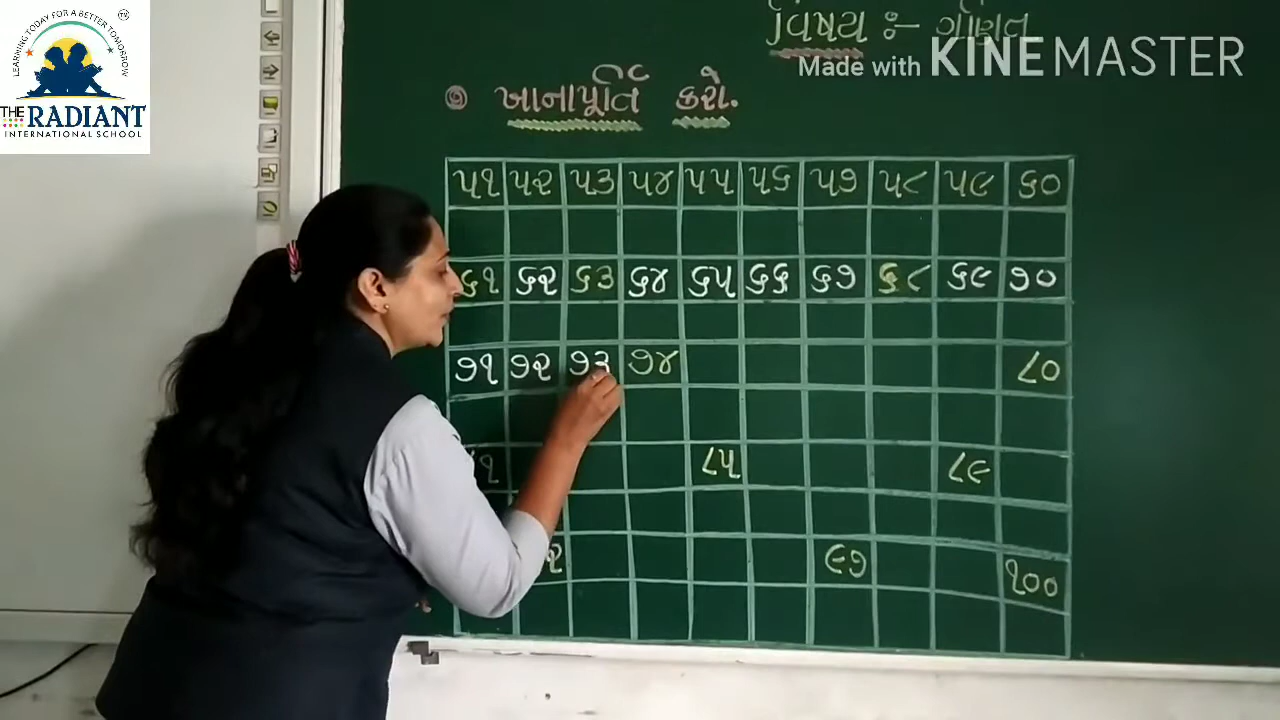 LEARNING TODAY FOR A BETTER TOMORROW
THE RADIANT
INTERNATIONAL SCHOOL
વિષય :- ગણિત
Made with KINEMASTER
૭ ખાનાપૂર્તિ કરો.
૫૧ ૫૨ ૫૩ ૫૪ ૫૫ ૫૬ ૫૭ ૫૮ ૫૯ ૬૦
૬૧ ૬૨ ૬૩ ૬૪ ૬૫ ૬૬ ૬૭ ૬૮ ૬૯ ૭૦
૭૧ ૭૨ ૭૩ ૭૪ ૮૦
૮૧ ૮૫ ૮૯
૯૭ ૧૦૦